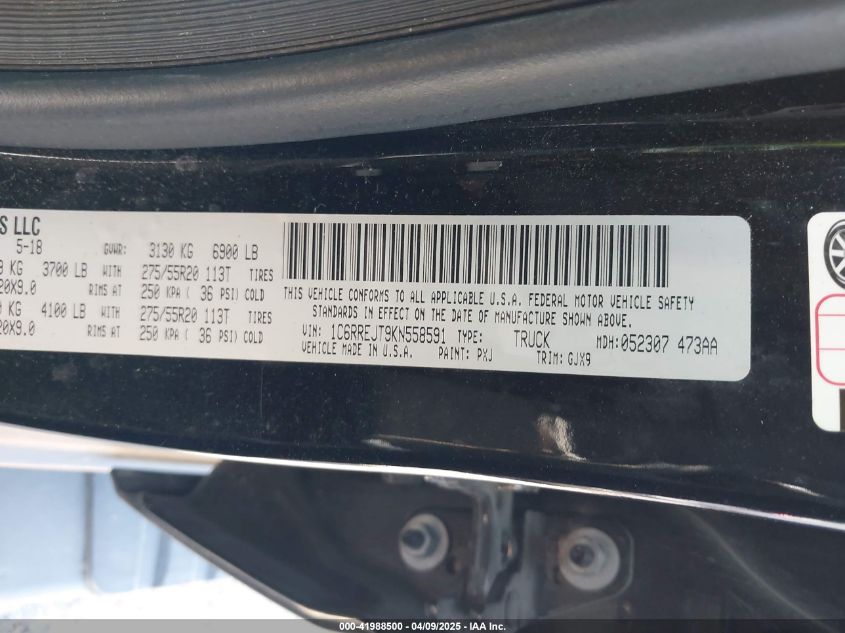 S LLC
5-18 GVWR: 3130 KG 6900 LB
KG 3700 LB WITH 275/55R20 113T TIRES
20X9.0 RIMS AT 250 KPA ( 36 PSI) COLD
KG 4100 LB WITH 275/55R20 113T TIRES
20X9.0 RIMS AT 250 KPA ( 36 PSI) COLD
THIS VEHICLE CONFORMS TO ALL APPLICABLE U.S.A. FEDERAL MOTOR VEHICLE SAFETY
STANDARDS IN EFFECT ON THE DATE OF MANUFACTURE SHOWN ABOVE.
VIN: 1C6RREJT9KN558591 TYPE: TRUCK MDH: 052307 473AA
VEHICLE MADE IN U.S.A. PAINT: PXJ TRIM: GJX9
000-41988500 - 04/09/2025 - IAA Inc.